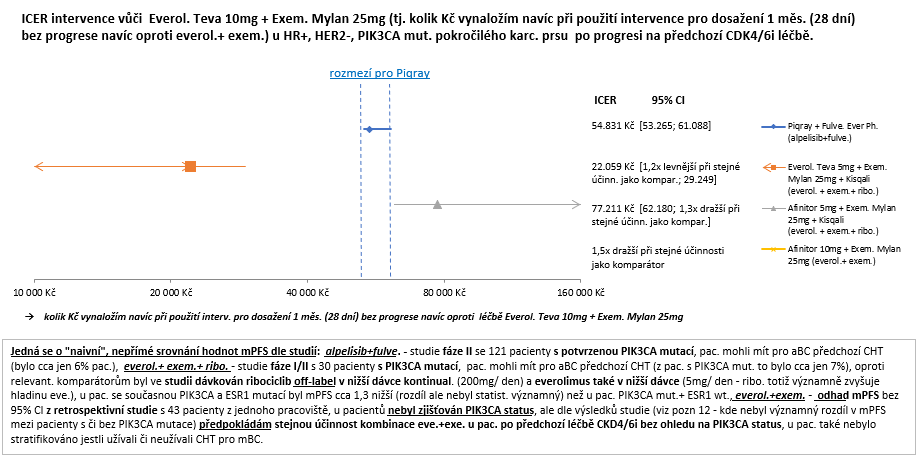 ICER intervence vůči Everol. Teva 10mg + Exem. Mylan 25mg (tj. kolik Kč vynaložím navíc při použití intervence pro dosažení 1 měs. (28 dní)
bez progrese navíc oproti everol.+ exem.) u HR+, HER2-, PIK3CA mut. pokročilého karc. prsu po progresi na předchozí CDK4/6i léčbě.
rozmezí pro Piqray
ICER 95% CI
54.831 Kč [53.265; 61.088]
Piqray + Fulve. Ever Ph.
(alpelisib+fulve.)
22.059 Kč [1,2x levnější při stejné
účinn. jako kompar.; 29.249]
Everol. Teva 5mg + Exem.
Mylan 25mg + Kisqali
(everol. + exem.+ ribo.)
77.211 Kč [62.180; 1,3x dražší při
stejné účinn. jako kompar.]
Afinitor 5mg + Exem. Mylan
25mg + Kisqali
(everol. + exem.+ ribo.)
1,5x dražší při stejné účinnosti
jako komparátor
Afinitor 10mg + Exem. Mylan
25mg (everol.+ exem.)
10 000 Kč 20 000 Kč 40 000 Kč 80 000 Kč 160 000 Kč
→ kolik Kč vynaložím navíc při použití interv. pro dosažení 1 měs. (28 dní) bez progrese navíc oproti léčbě Everol. Teva 10mg + Exem. Mylan 25mg
Jedná se o "naivní", nepřímé srovnání hodnot mPFS dle studií: alpelisib+fulve. - studie fáze II se 121 pacienty s potvrzenou PIK3CA mutací, pac. mohli mít pro aBC předchozí CHT
(bylo cca jen 6% pac.), everol.+ exem.+ ribo. - studie fáze I/II s 30 pacienty s PIK3CA mutací, pac. mohli mít pro aBC předchozí CHT (z pac. s PIK3CA mut. to bylo cca jen 7%), oproti
relevant. komparátorům byl ve studii dávkován ribociclib off-label v nižší dávce kontinual. (200mg/ den) a everolimus také v nižší dávce (5mg/ den - ribo. totiž významně zvyšuje
hladinu eve.), u pac. se současnou PIK3CA a ESR1 mutací byl mPFS cca 1,3 nižší (rozdíl ale nebyl statist. významný) než u pac. PIK3CA mut.+ ESR1 wt., everol.+exem. - odhad mPFS bez
95% CI z retrospektivní studie s 43 pacienty z jednoho pracoviště, u pacientů nebyl zjišťován PIK3CA status, ale dle výsledků studie (viz pozn 12 - kde nebyl významný rozdíl v mPFS
mezi pacienty s či bez PIK3CA mutace) předpokládám stejnou účinnost kombinace eve.+exe. u pac. po předchozí léčbě CKD4/6i bez ohledu na PIK3CA status, u pac. také nebylo
stratifikováno jestli užívali či neužívali CHT pro mBC.